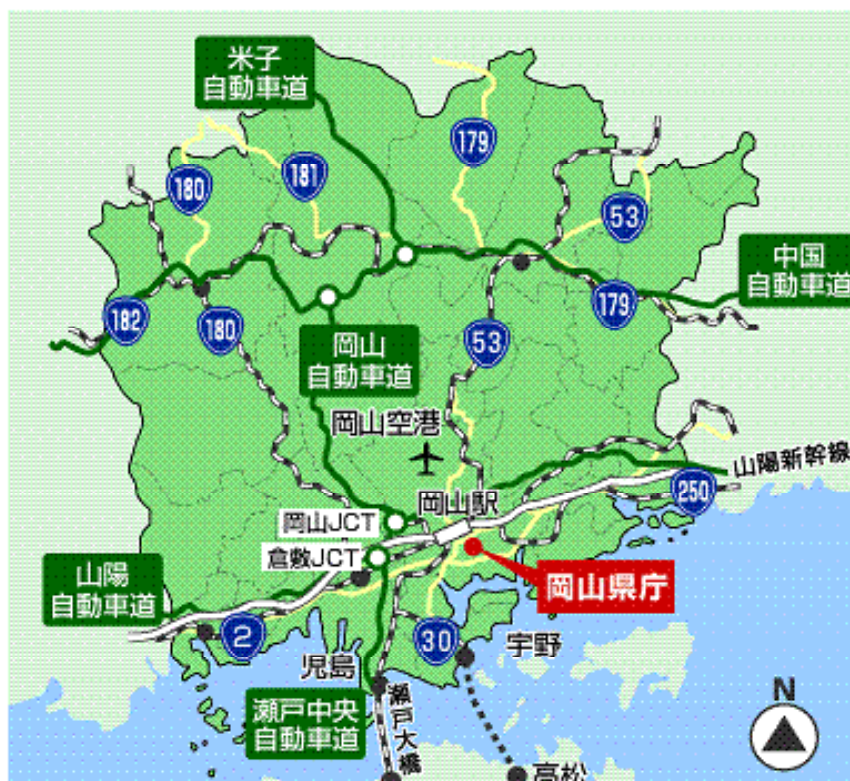 米子
自動車道
179
181
180
53
中国
自動車道
182
180
179
岡山
自動車道
53
岡山空港
山陽新幹線
岡山駅
250
岡山JCT
倉敷JCT
山陽
自動車道
岡山県庁
2
30
宇野
児島
瀬戸中央
自動車道
瀬戸大橋
N
高松